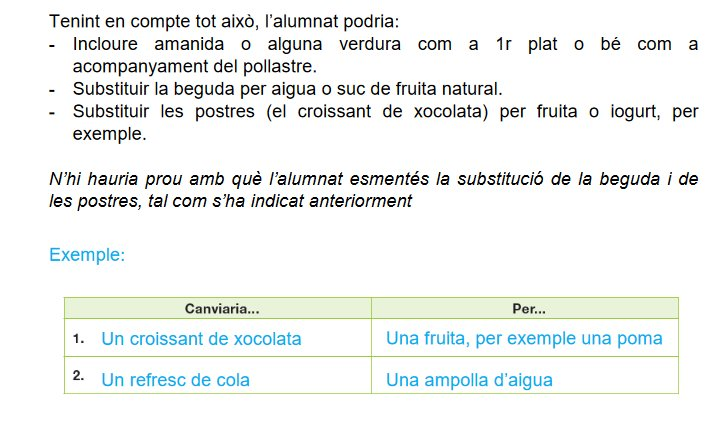 Tenint en compte tot això, l'alumnat podria:
- Incloure amanida o alguna verdura com a 1r plat o bé com a
acompanyament del pollastre.
- Substituir la beguda per aigua o suc de fruita natural.
- Substituir les postres (el croissant de xocolata) per fruita o iogurt, per
exemple.
N'hi hauria prou amb què l'alumnat esmentés la substitució de la beguda i de
les postres, tal com s'ha indicat anteriorment
Exemple:
Canviaria... Per...
1. Un croissant de xocolata Una fruita, per exemple una poma
2. Un refresc de cola Una ampolla d'aigua